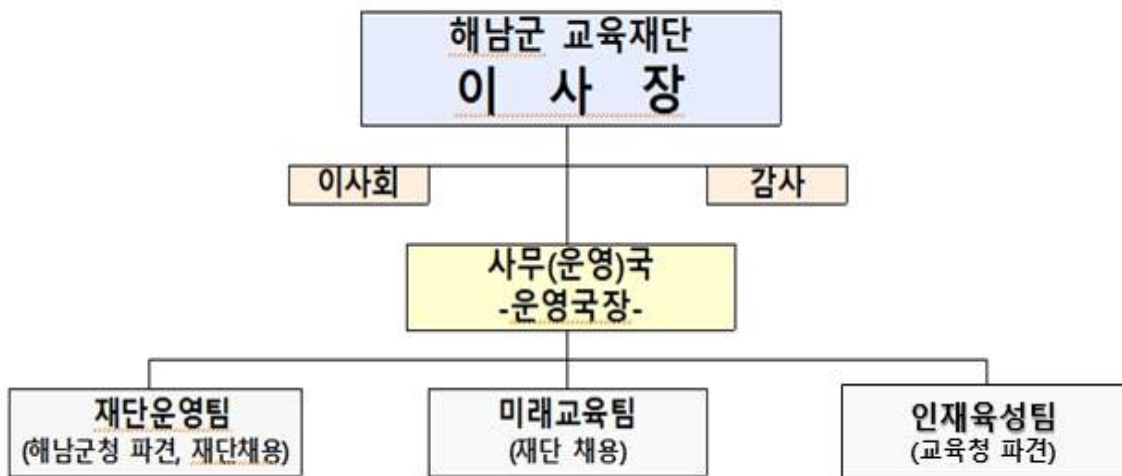 해남군 교육재단
이 사 장
이사회
감사
사무(운영)국
-운영국장-
재단운영팀
(해남군청 파견, 재단채용)
미래교육팀
(재단 채용)
인재육성팀
(교육청 파견)